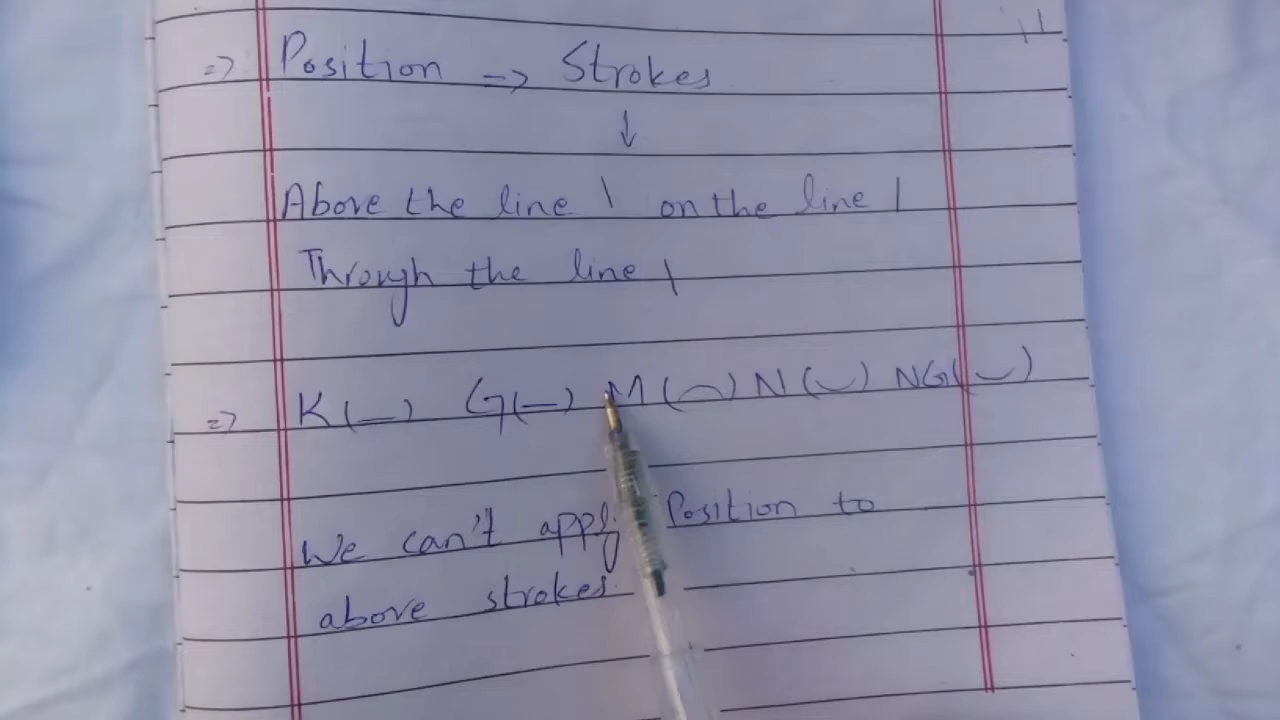 => Position => Strokes
↓
Above the line \ on the line |
Through the line \
=> K (—) G (—) M (⌒) N (‿) NG (‿)
We can't apply Position to
above strokes.